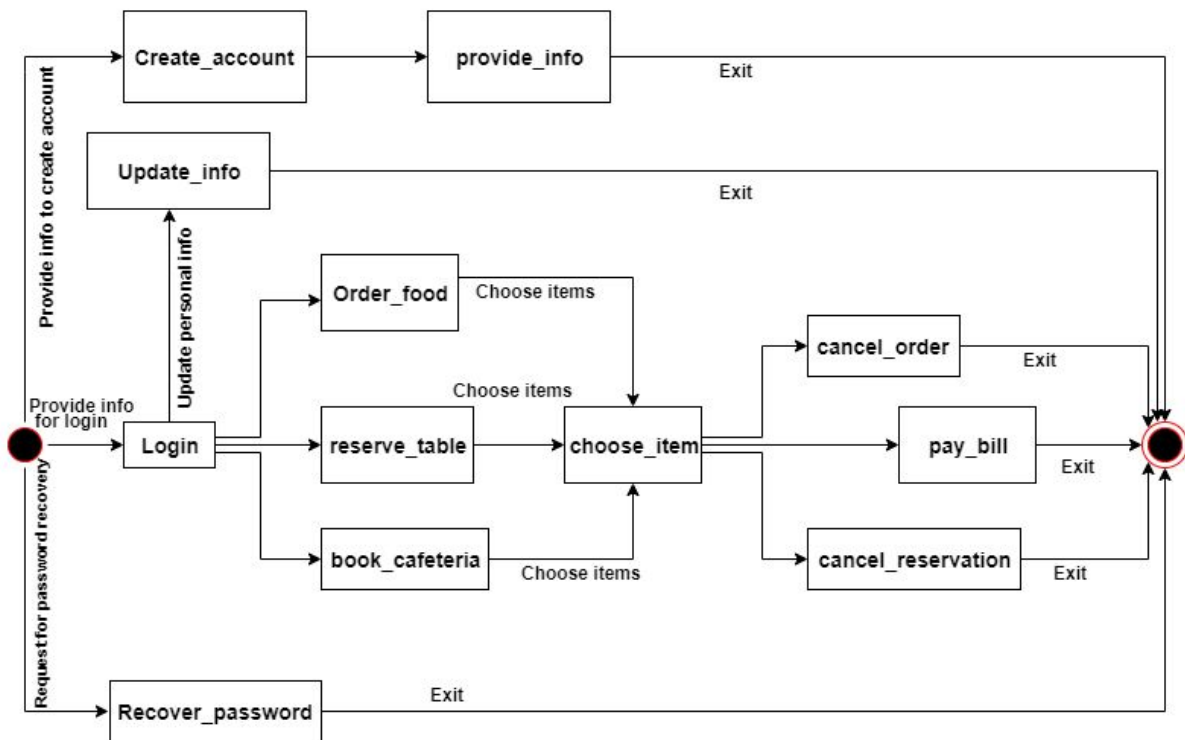 Create_account
provide_info
Exit
Provide info to create account
Update_info
Exit
Update personal info
Order_food
Choose items
cancel_order
Exit
Provide info
for login
Login
Choose items
reserve_table
choose_item
pay_bill
Exit
book_cafeteria
Choose items
cancel_reservation
Exit
Request for password recovery
Recover_password
Exit